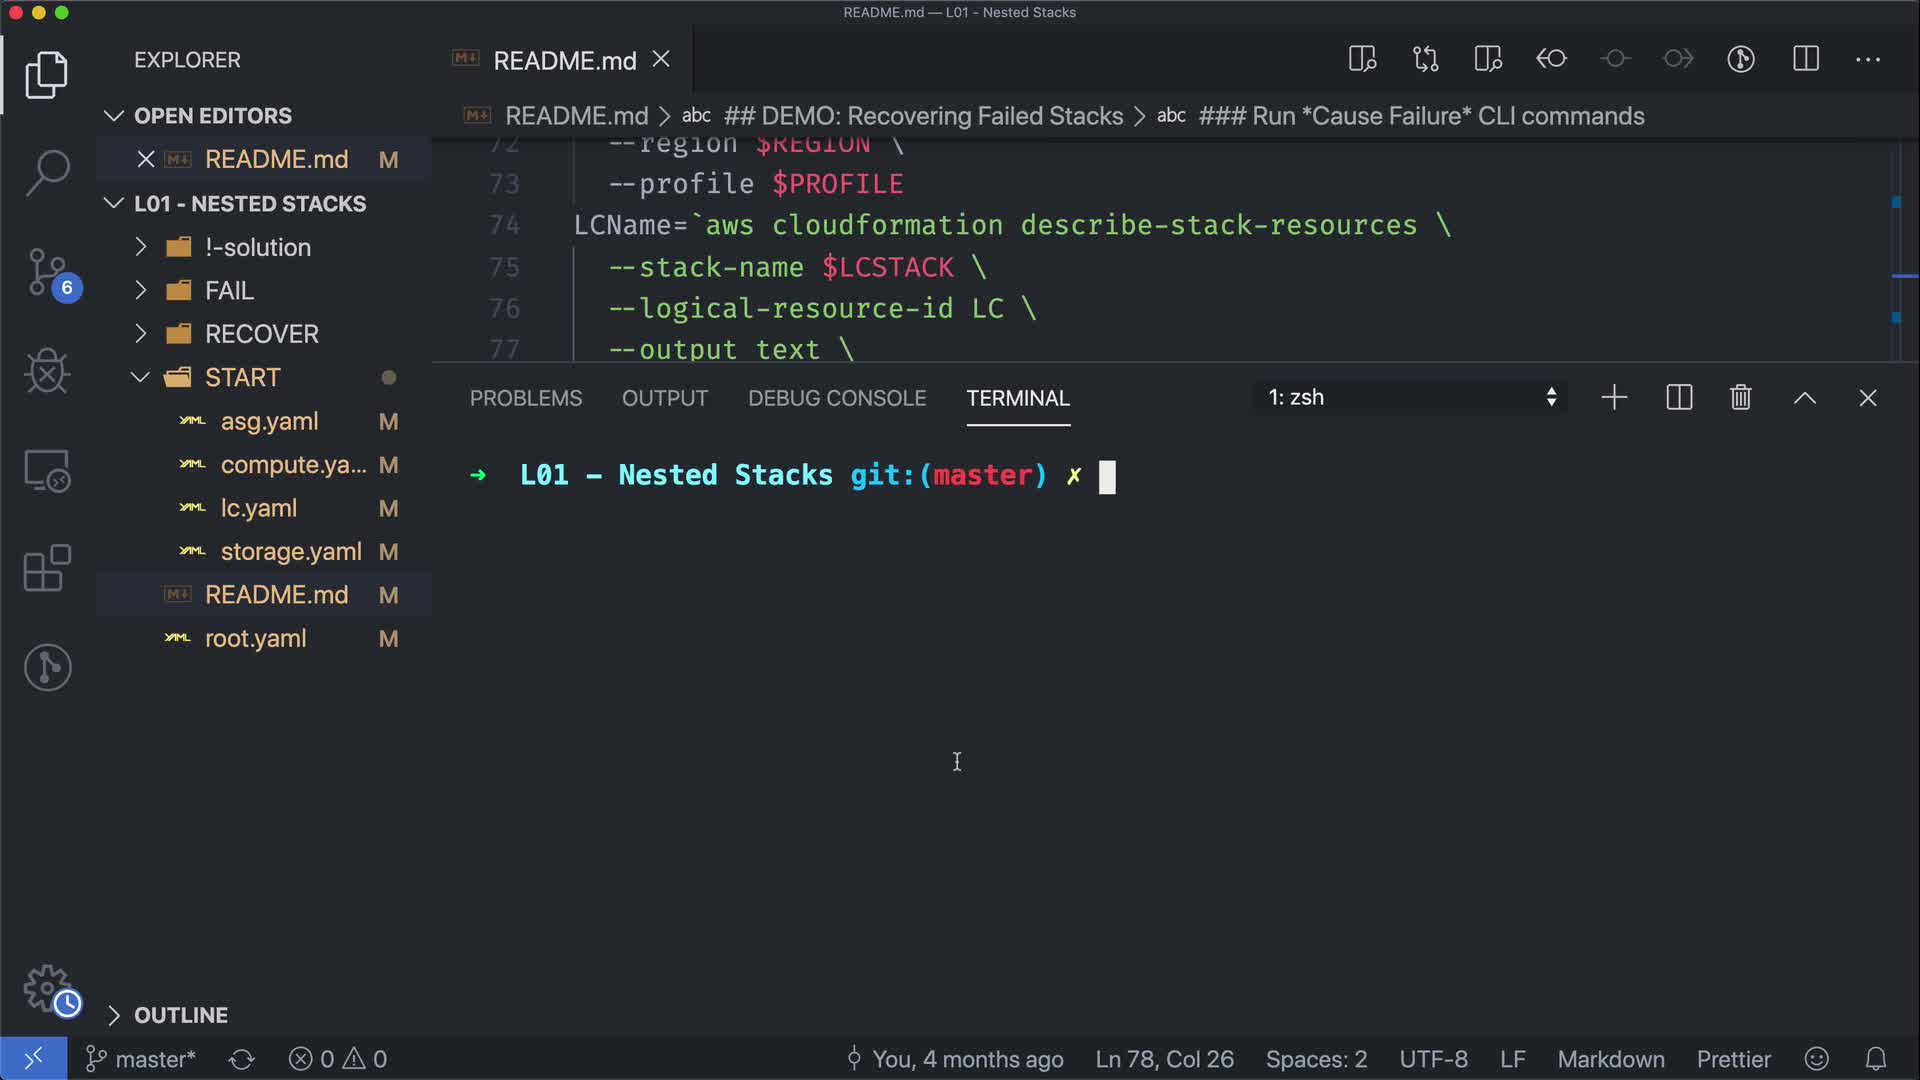 README.md — L01 - Nested Stacks
EXPLORER
OPEN EDITORS
README.md M
L01 - NESTED STACKS
!-solution
FAIL
RECOVER
START
asg.yaml M
compute.ya... M
lc.yaml M
storage.yaml M
README.md M
root.yaml M
OUTLINE
6
README.md
README.md > abc ## DEMO: Recovering Failed Stacks > abc ### Run *Cause Failure* CLI commands
72 --region $REGION \
73 --profile $PROFILE
74 LCName=`aws cloudformation describe-stack-resources \
75 --stack-name $LCSTACK \
76 --logical-resource-id LC \
77 --output text \
PROBLEMS OUTPUT DEBUG CONSOLE TERMINAL 1: zsh
➜ L01 - Nested Stacks git:(master) ✗
master* 0 0 You, 4 months ago Ln 78, Col 26 Spaces: 2 UTF-8 LF Markdown Prettier